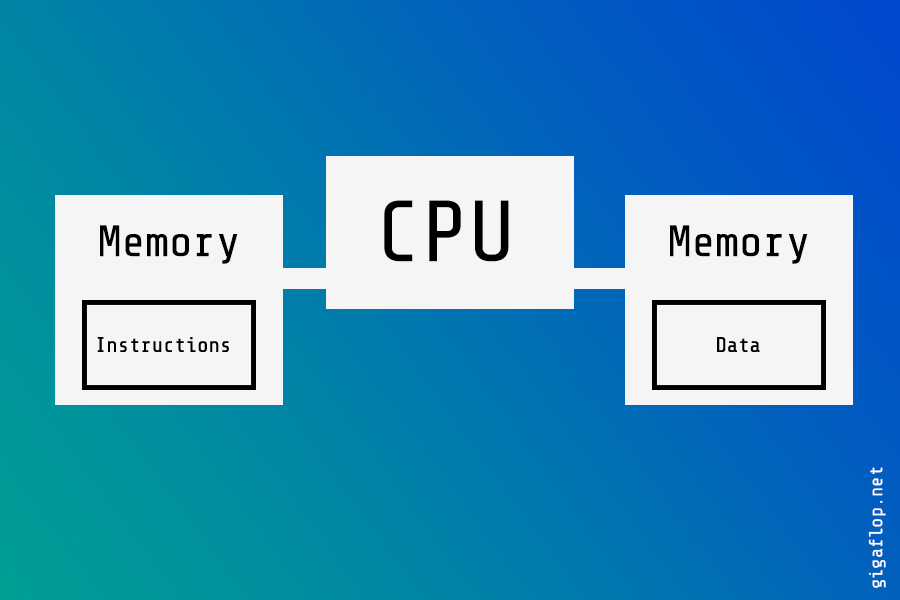 CPU
Memory
Instructions
Memory
Data
gigaflop.net